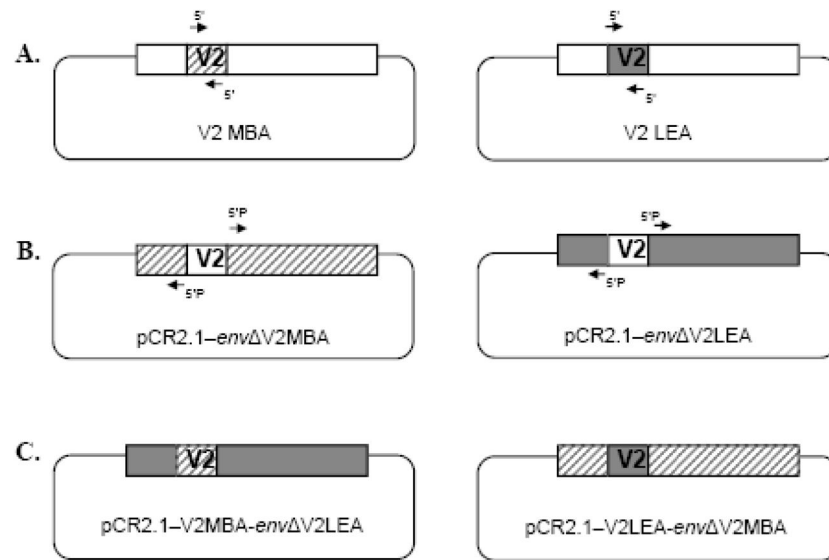 5' 5'
A. V2 V2
5' 5'
V2 MBA V2 LEA
5'P 5'P
B. V2 V2
5'P 5'P
pCR2.1–envΔV2MBA pCR2.1–envΔV2LEA
C. V2 V2
pCR2.1–V2MBA-envΔV2LEA pCR2.1–V2LEA-envΔV2MBA